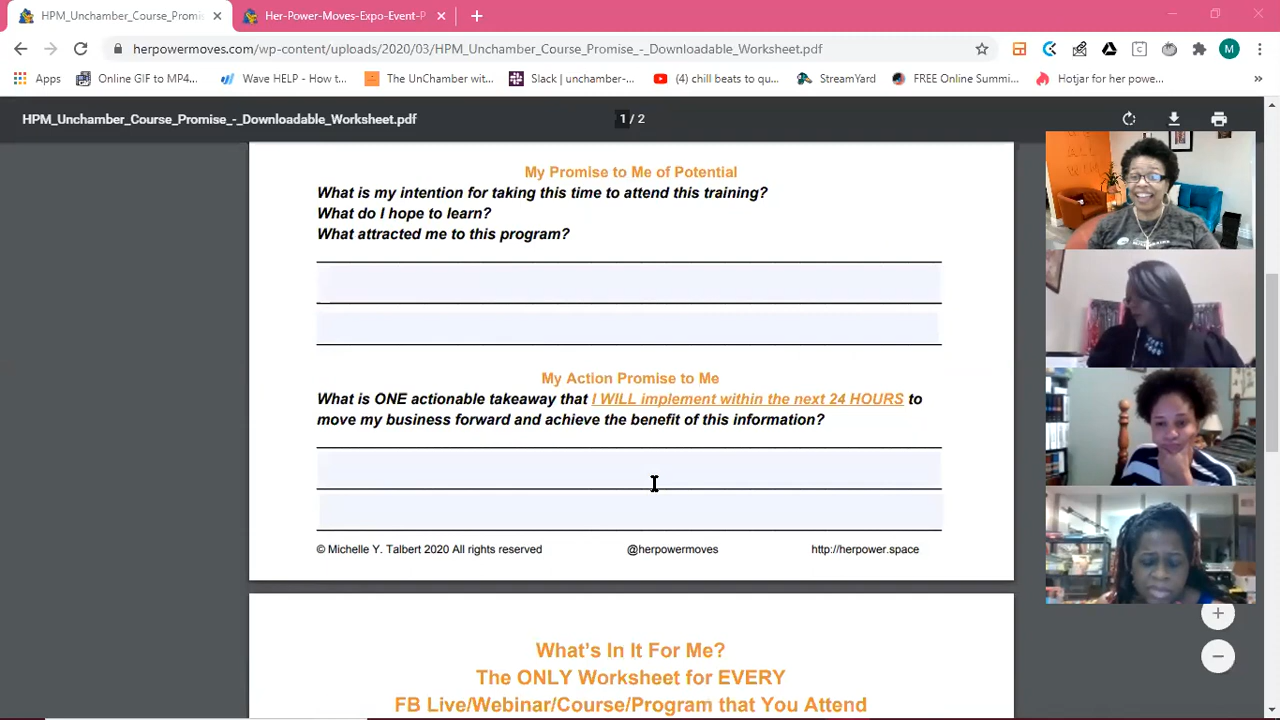 HPM_Unchamber_Course_Promis
Her-Power-Moves-Expo-Event-P
herpowermoves.com/wp-content/uploads/2020/03/HPM_Unchamber_Course_Promise_-_Downloadable_Worksheet.pdf
M
Apps
Online GIF to MP4...
Wave HELP - How t...
The UnChamber wit...
Slack | unchamber-...
(4) chill beats to qu...
StreamYard
FREE Online Summi...
Hotjar for her powe...
»
HPM_Unchamber_Course_Promise_-_Downloadable_Worksheet.pdf
1 / 2
My Promise to Me of Potential
What is my intention for taking this time to attend this training?
What do I hope to learn?
What attracted me to this program?
My Action Promise to Me
What is ONE actionable takeaway that I WILL implement within the next 24 HOURS to
move my business forward and achieve the benefit of this information?
© Michelle Y. Talbert 2020 All rights reserved
@herpowermoves
http://herpower.space
What's In It For Me?
The ONLY Worksheet for EVERY
FB Live/Webinar/Course/Program that You Attend